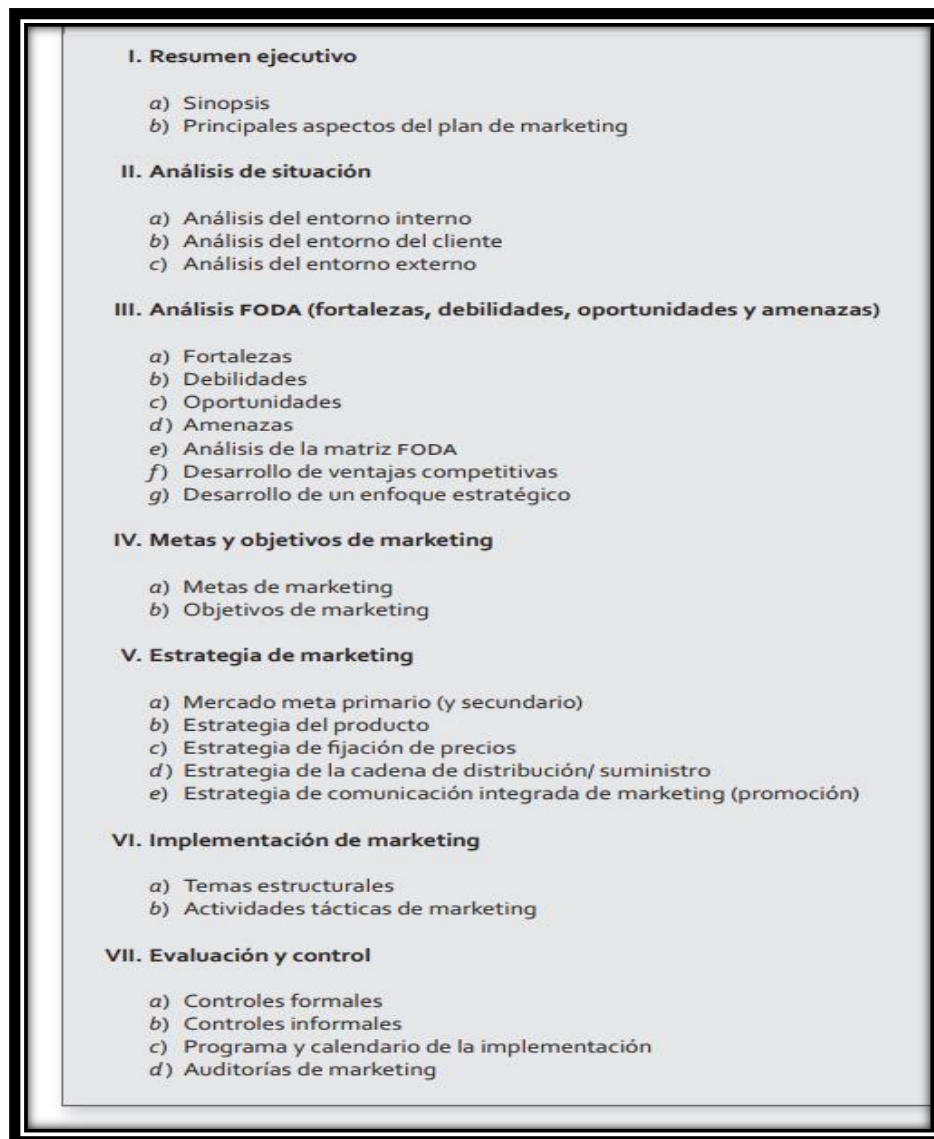 I. Resumen ejecutivo
a) Sinopsis
b) Principales aspectos del plan de marketing
II. Análisis de situación
a) Análisis del entorno interno
b) Análisis del entorno del cliente
c) Análisis del entorno externo
III. Análisis FODA (fortalezas, debilidades, oportunidades y amenazas)
a) Fortalezas
b) Debilidades
c) Oportunidades
d) Amenazas
e) Análisis de la matriz FODA
f) Desarrollo de ventajas competitivas
g) Desarrollo de un enfoque estratégico
IV. Metas y objetivos de marketing
a) Metas de marketing
b) Objetivos de marketing
V. Estrategia de marketing
a) Mercado meta primario (y secundario)
b) Estrategia del producto
c) Estrategia de fijación de precios
d) Estrategia de la cadena de distribución/ suministro
e) Estrategia de comunicación integrada de marketing (promoción)
VI. Implementación de marketing
a) Temas estructurales
b) Actividades tácticas de marketing
VII. Evaluación y control
a) Controles formales
b) Controles informales
c) Programa y calendario de la implementación
d) Auditorías de marketing